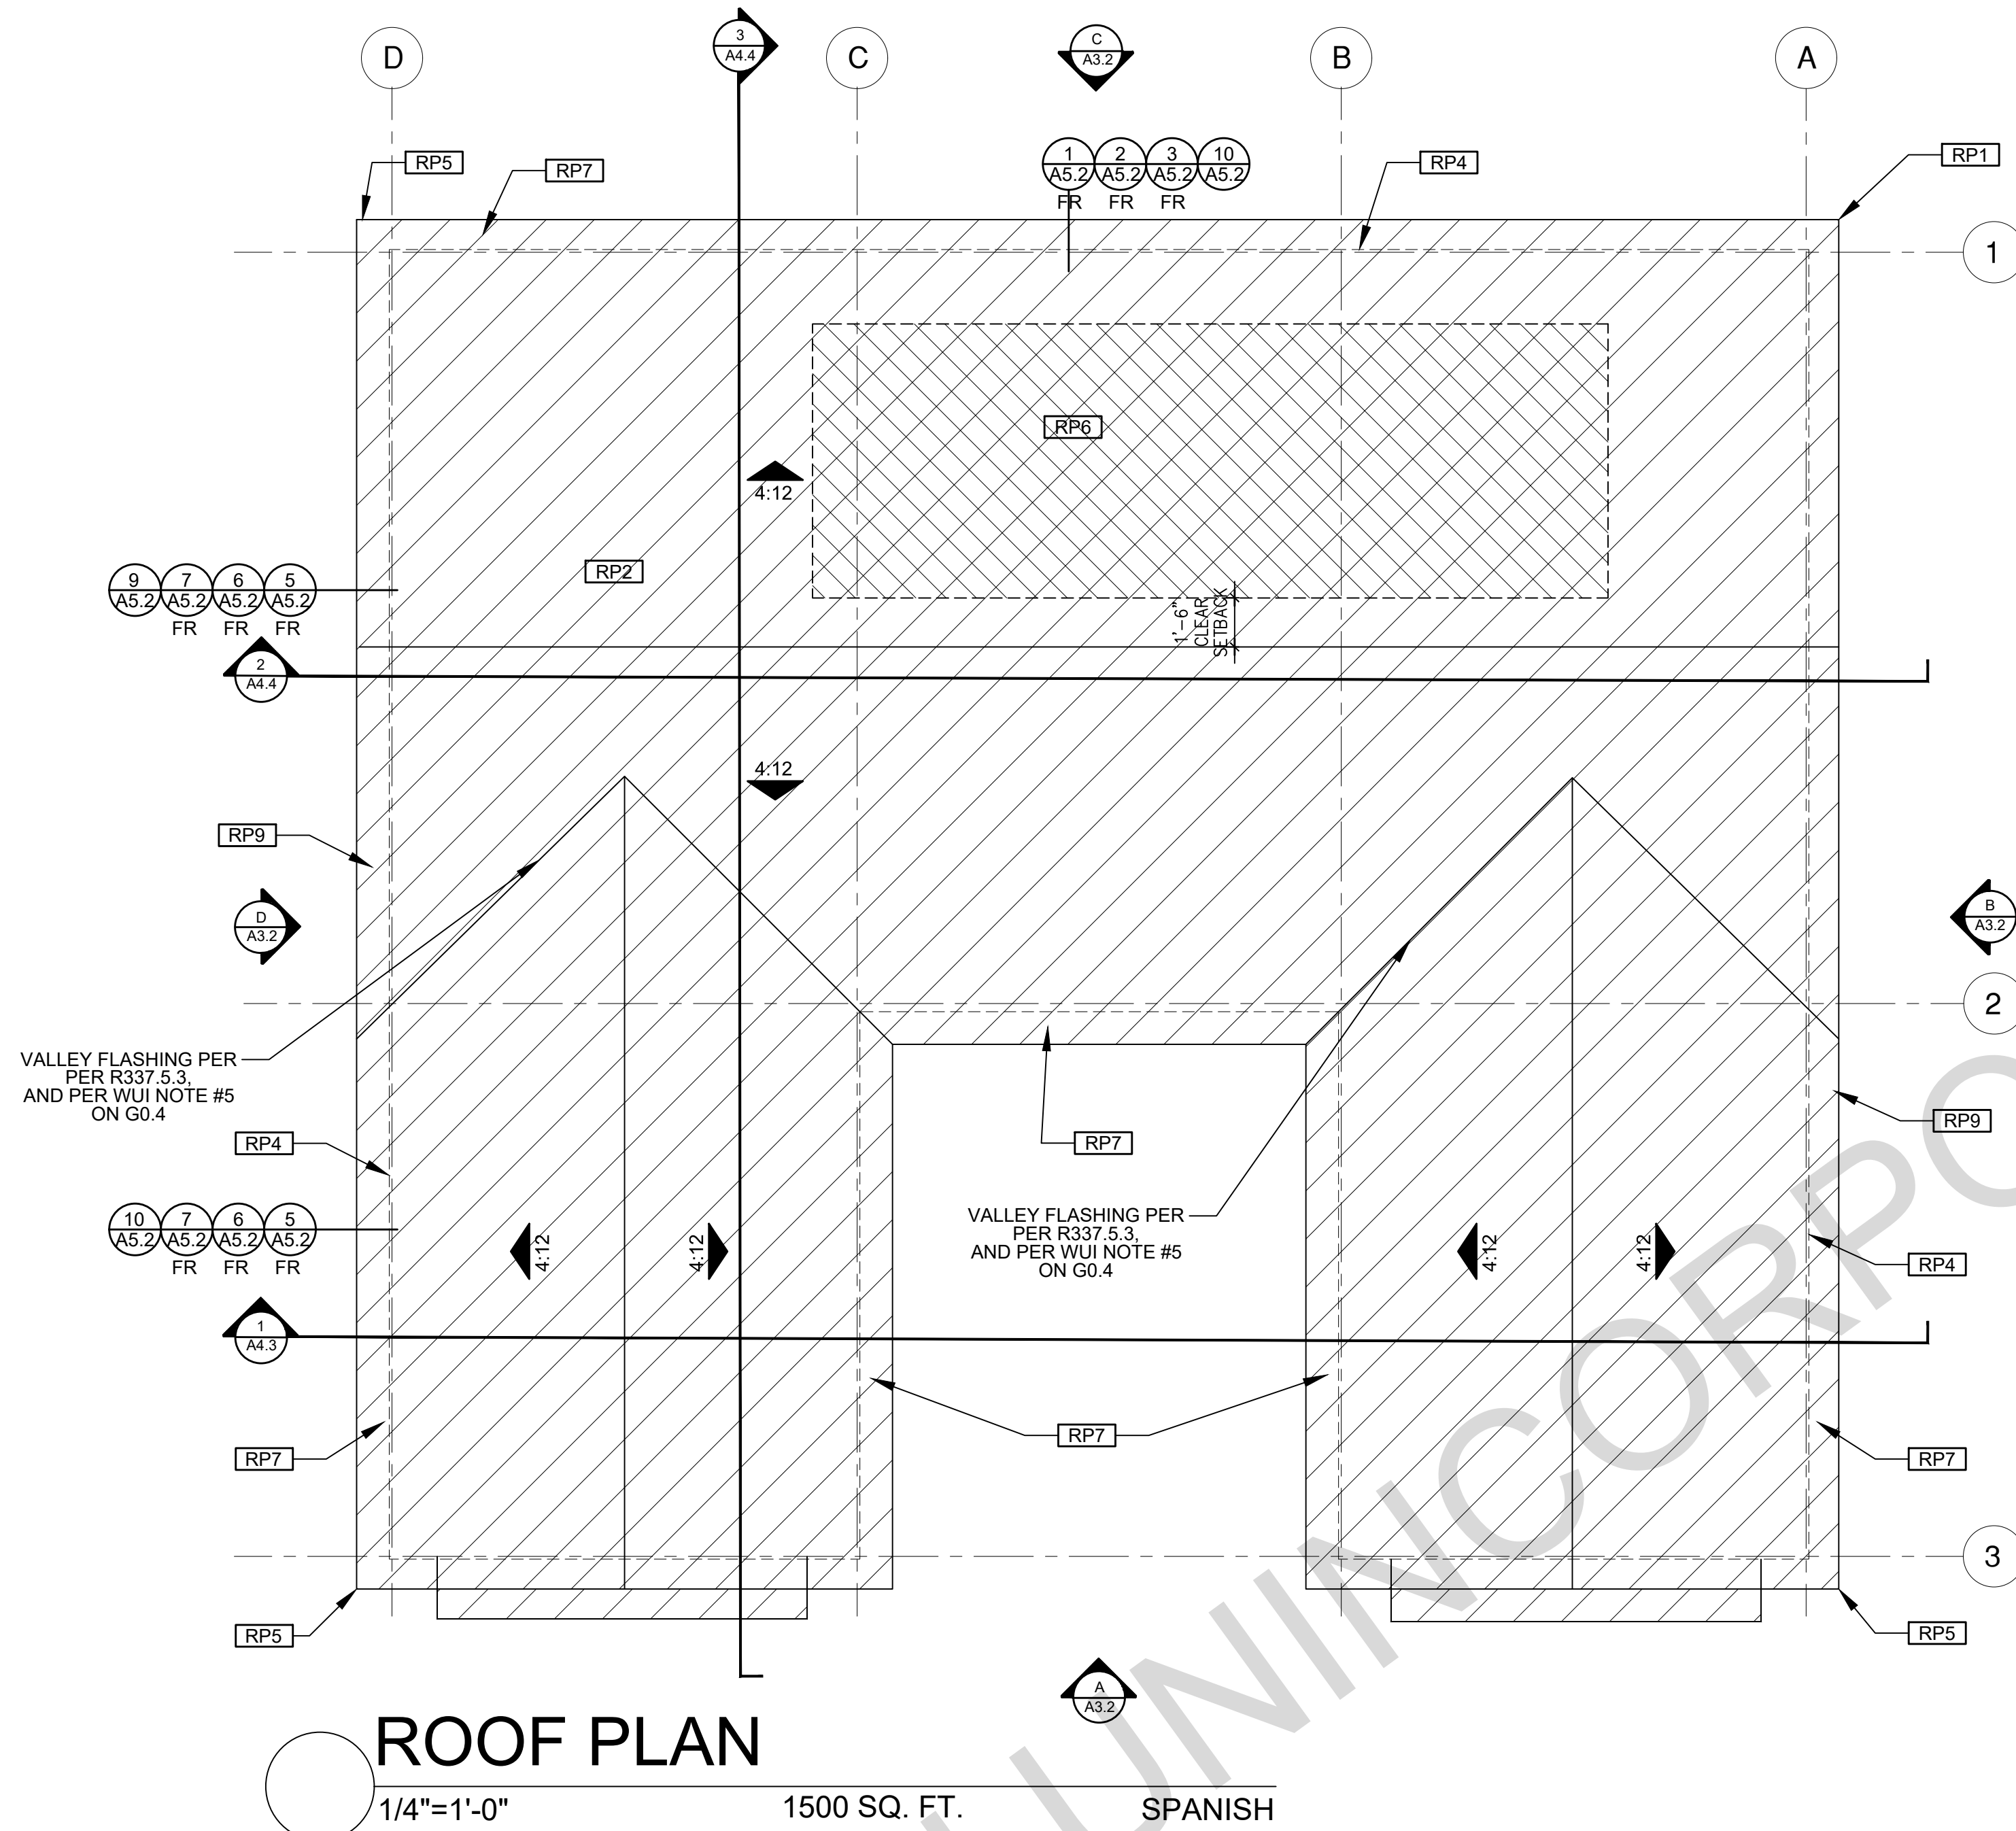 D
3
A4.4
C
C
A3.2
B
A
RP5
RP7
1
A5.2
FR
2
A5.2
FR
3
A5.2
FR
10
A5.2
RP4
RP1
1
RP6
4:12
RP2
9
A5.2
7
A5.2
FR
6
A5.2
FR
5
A5.2
FR
1'-6"
CLEAR
SETBACK
2
A4.4
4:12
RP9
D
A3.2
B
A3.2
2
VALLEY FLASHING PER
PER R337.5.3,
AND PER WUI NOTE #5
ON G0.4
RP4
RP7
RP9
10
A5.2
7
A5.2
FR
6
A5.2
FR
5
A5.2
FR
VALLEY FLASHING PER
PER R337.5.3,
AND PER WUI NOTE #5
ON G0.4
4:12
4:12
4:12
4:12
RP4
1
A4.3
RP7
RP7
RP7
3
RP5
RP5
A
A3.2
ROOF PLAN
1/4"=1'-0"
1500 SQ. FT.
SPANISH
UNINCORPO